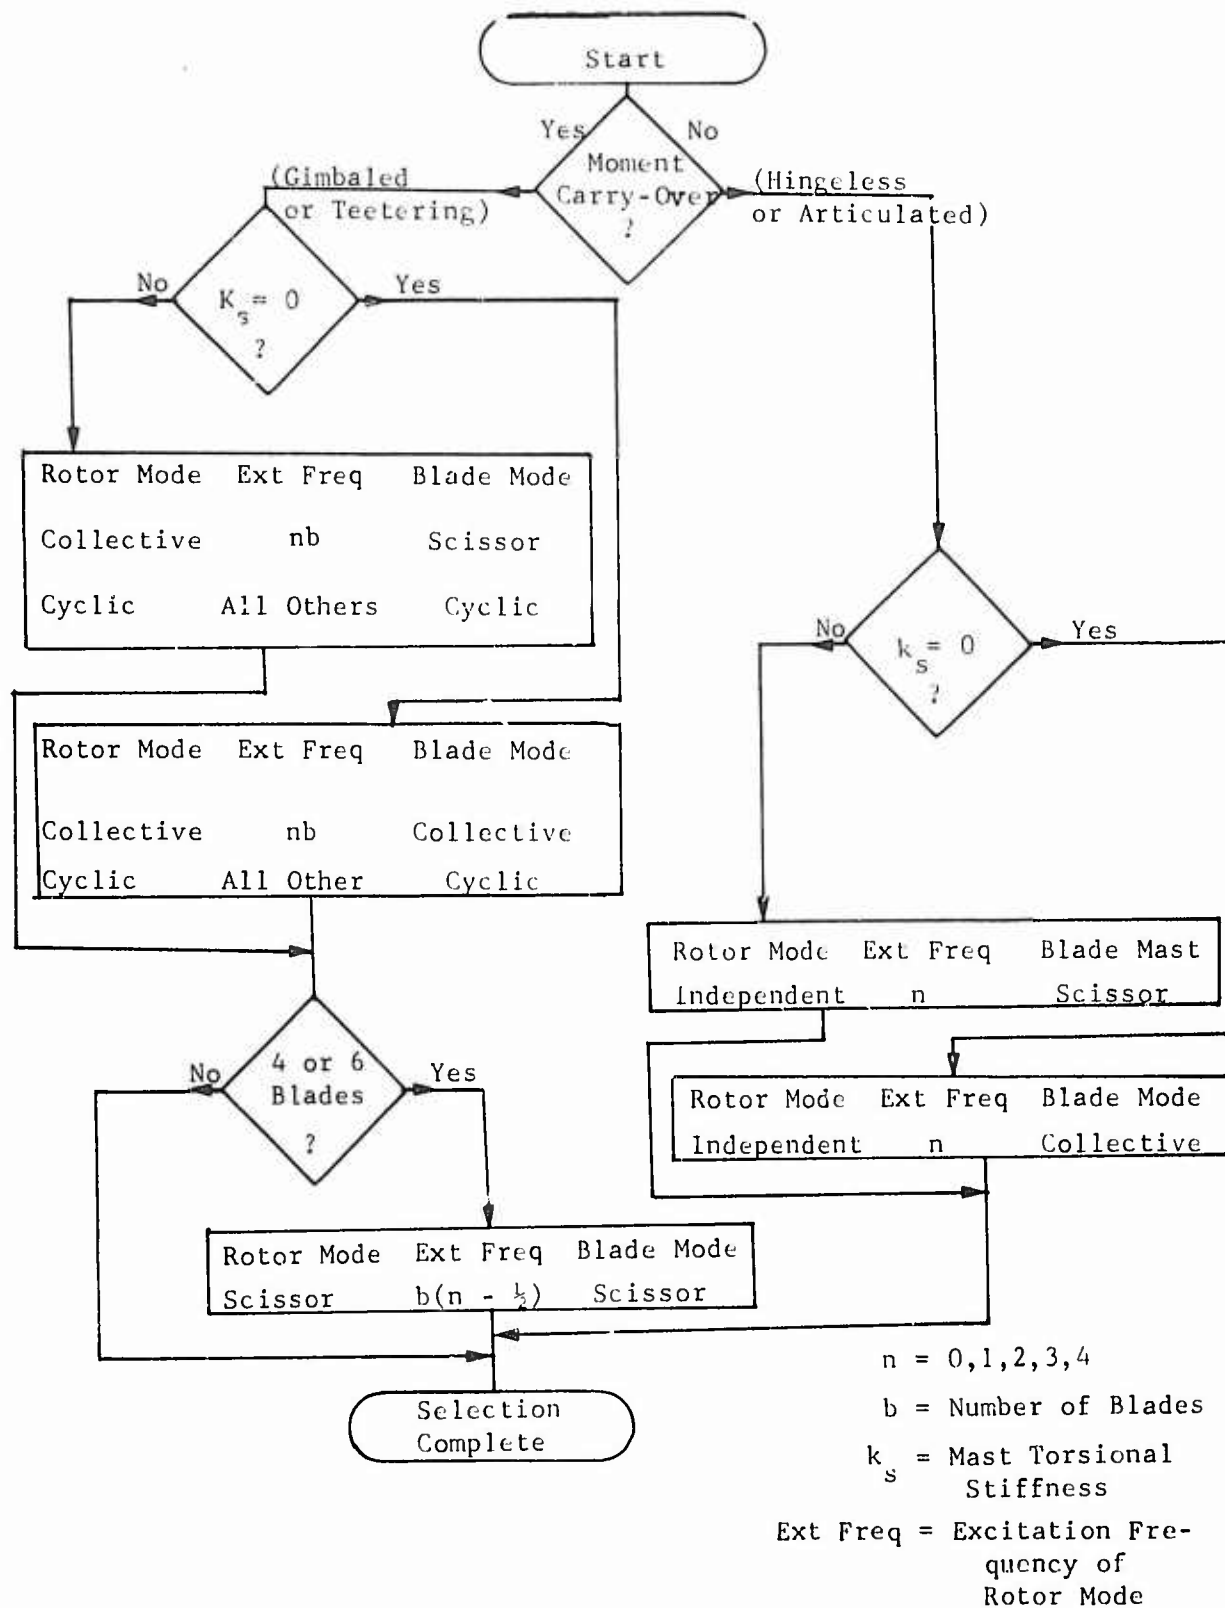 Start
Yes
No
Moment
Carry-Over
?
(Gimbaled
or Teetering)
(Hingeless
or Articulated)
No
K_s = 0
?
Yes
Rotor Mode Ext Freq Blade Mode
Collective nb Scissor
Cyclic All Others Cyclic
No
k_s = 0
?
Yes
Rotor Mode Ext Freq Blade Mode
Collective nb Collective
Cyclic All Other Cyclic
Rotor Mode Ext Freq Blade Mast
Independent n Scissor
No
4 or 6
Blades
?
Yes
Rotor Mode Ext Freq Blade Mode
Independent n Collective
Rotor Mode Ext Freq Blade Mode
Scissor b(n - ½) Scissor
Selection
Complete
n = 0,1,2,3,4
b = Number of Blades
k_s = Mast Torsional
Stiffness
Ext Freq = Excitation Fre-
quency of
Rotor Mode